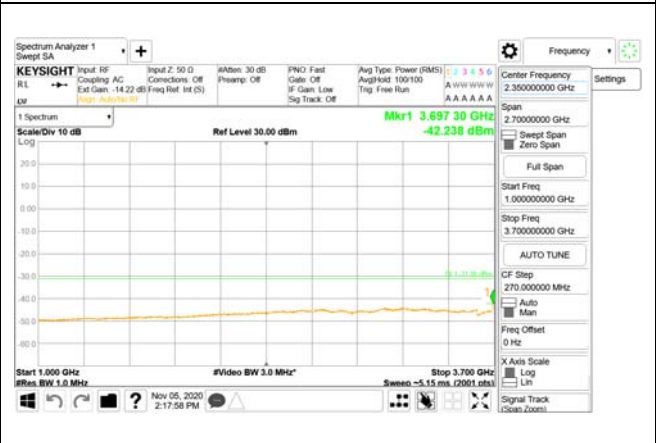 Spectrum Analyzer 1
Swept SA
Frequency
KEYSIGHT
RL
Input: RF
Coupling: AC
Ext Gain: -14.22 dB
Align: Auto/No RF
Input Z: 50 Ω
Corrections: Off
Freq Ref: Int (S)
#Atten: 30 dB
Preamp: Off
PNO: Fast
Gate: Off
IF Gain: Low
Sig Track: Off
Avg Type: Power (RMS)
Avg|Hold: 100/100
Trig: Free Run
1 2 3 4 5 6
A W W W W W
A A A A A A
1 Spectrum
Scale/Div 10 dB
Log
Ref Level 30.00 dBm
Mkr1 3.697 30 GHz
-42.238 dBm
20.0
10.0
0.00
-10.0
-20.0
-30.0
-40.0
-50.0
-60.0
1
Start 1.000 GHz
#Res BW 1.0 MHz
#Video BW 3.0 MHz*
Stop 3.700 GHz
Sweep ~5.15 ms (2001 pts)
Nov 05, 2020
2:17:58 PM
Center Frequency
2.350000000 GHz
Settings
Span
2.70000000 GHz
Swept Span
Zero Span
Full Span
Start Freq
1.000000000 GHz
Stop Freq
3.700000000 GHz
AUTO TUNE
CF Step
270.000000 MHz
Auto
Man
Freq Offset
0 Hz
X Axis Scale
Log
Lin
Signal Track
(Span Zoom)